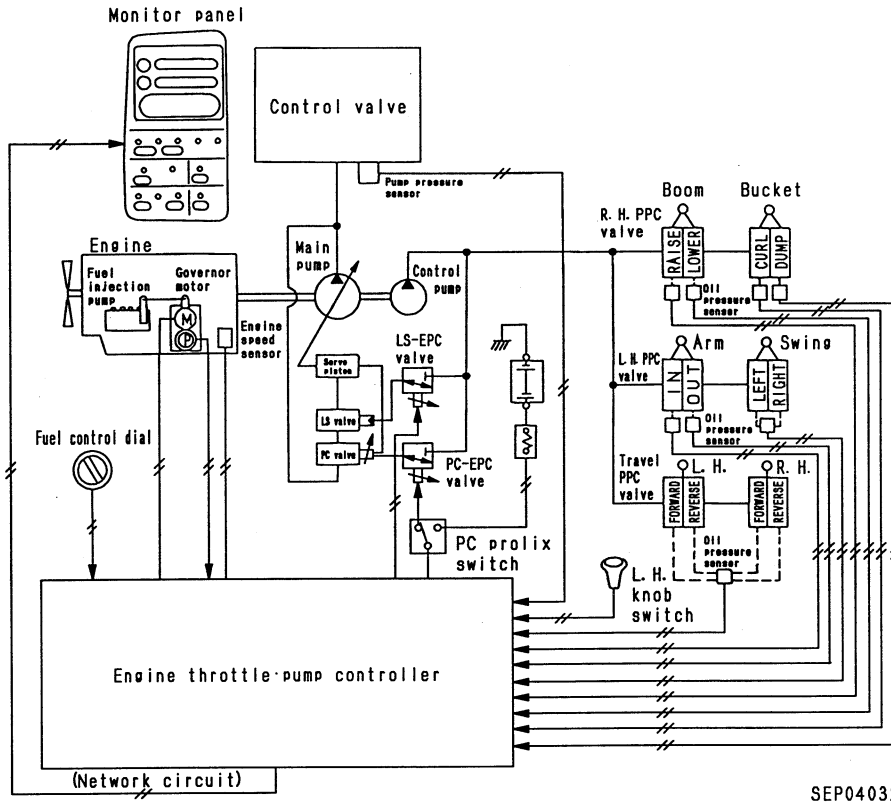 Monitor panel
Control valve
Pump pressure
sensor
Boom
Bucket
R. H. PPC
valve
RAISE
LOWER
CURL
DUMP
Oil
pressure
sensor
Engine
Fuel
injection
pump
Governor
motor
M
P
Engine
speed
sensor
Main
pump
Control
pump
LS-EPC
valve
Servo
piston
LS valve
PC valve
PC-EPC
valve
L. H. PPC
valve
Arm
Swing
IN
OUT
LEFT
RIGHT
Oil
pressure
sensor
Fuel control dial
Travel
PPC
valve
L. H.
R. H.
FORWARD
REVERSE
FORWARD
REVERSE
Oil
pressure
sensor
PC prolix
switch
L. H.
knob
switch
Engine throttle·pump controller
(Network circuit)
SEP0403